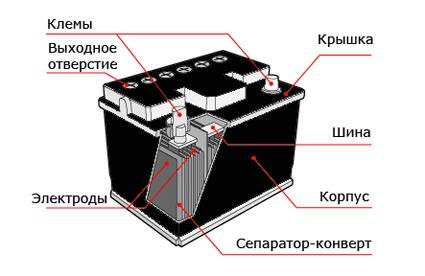 Клемы
Выходное
отверстие
Крышка
Шина
Электроды
Корпус
Сепаратор-конверт